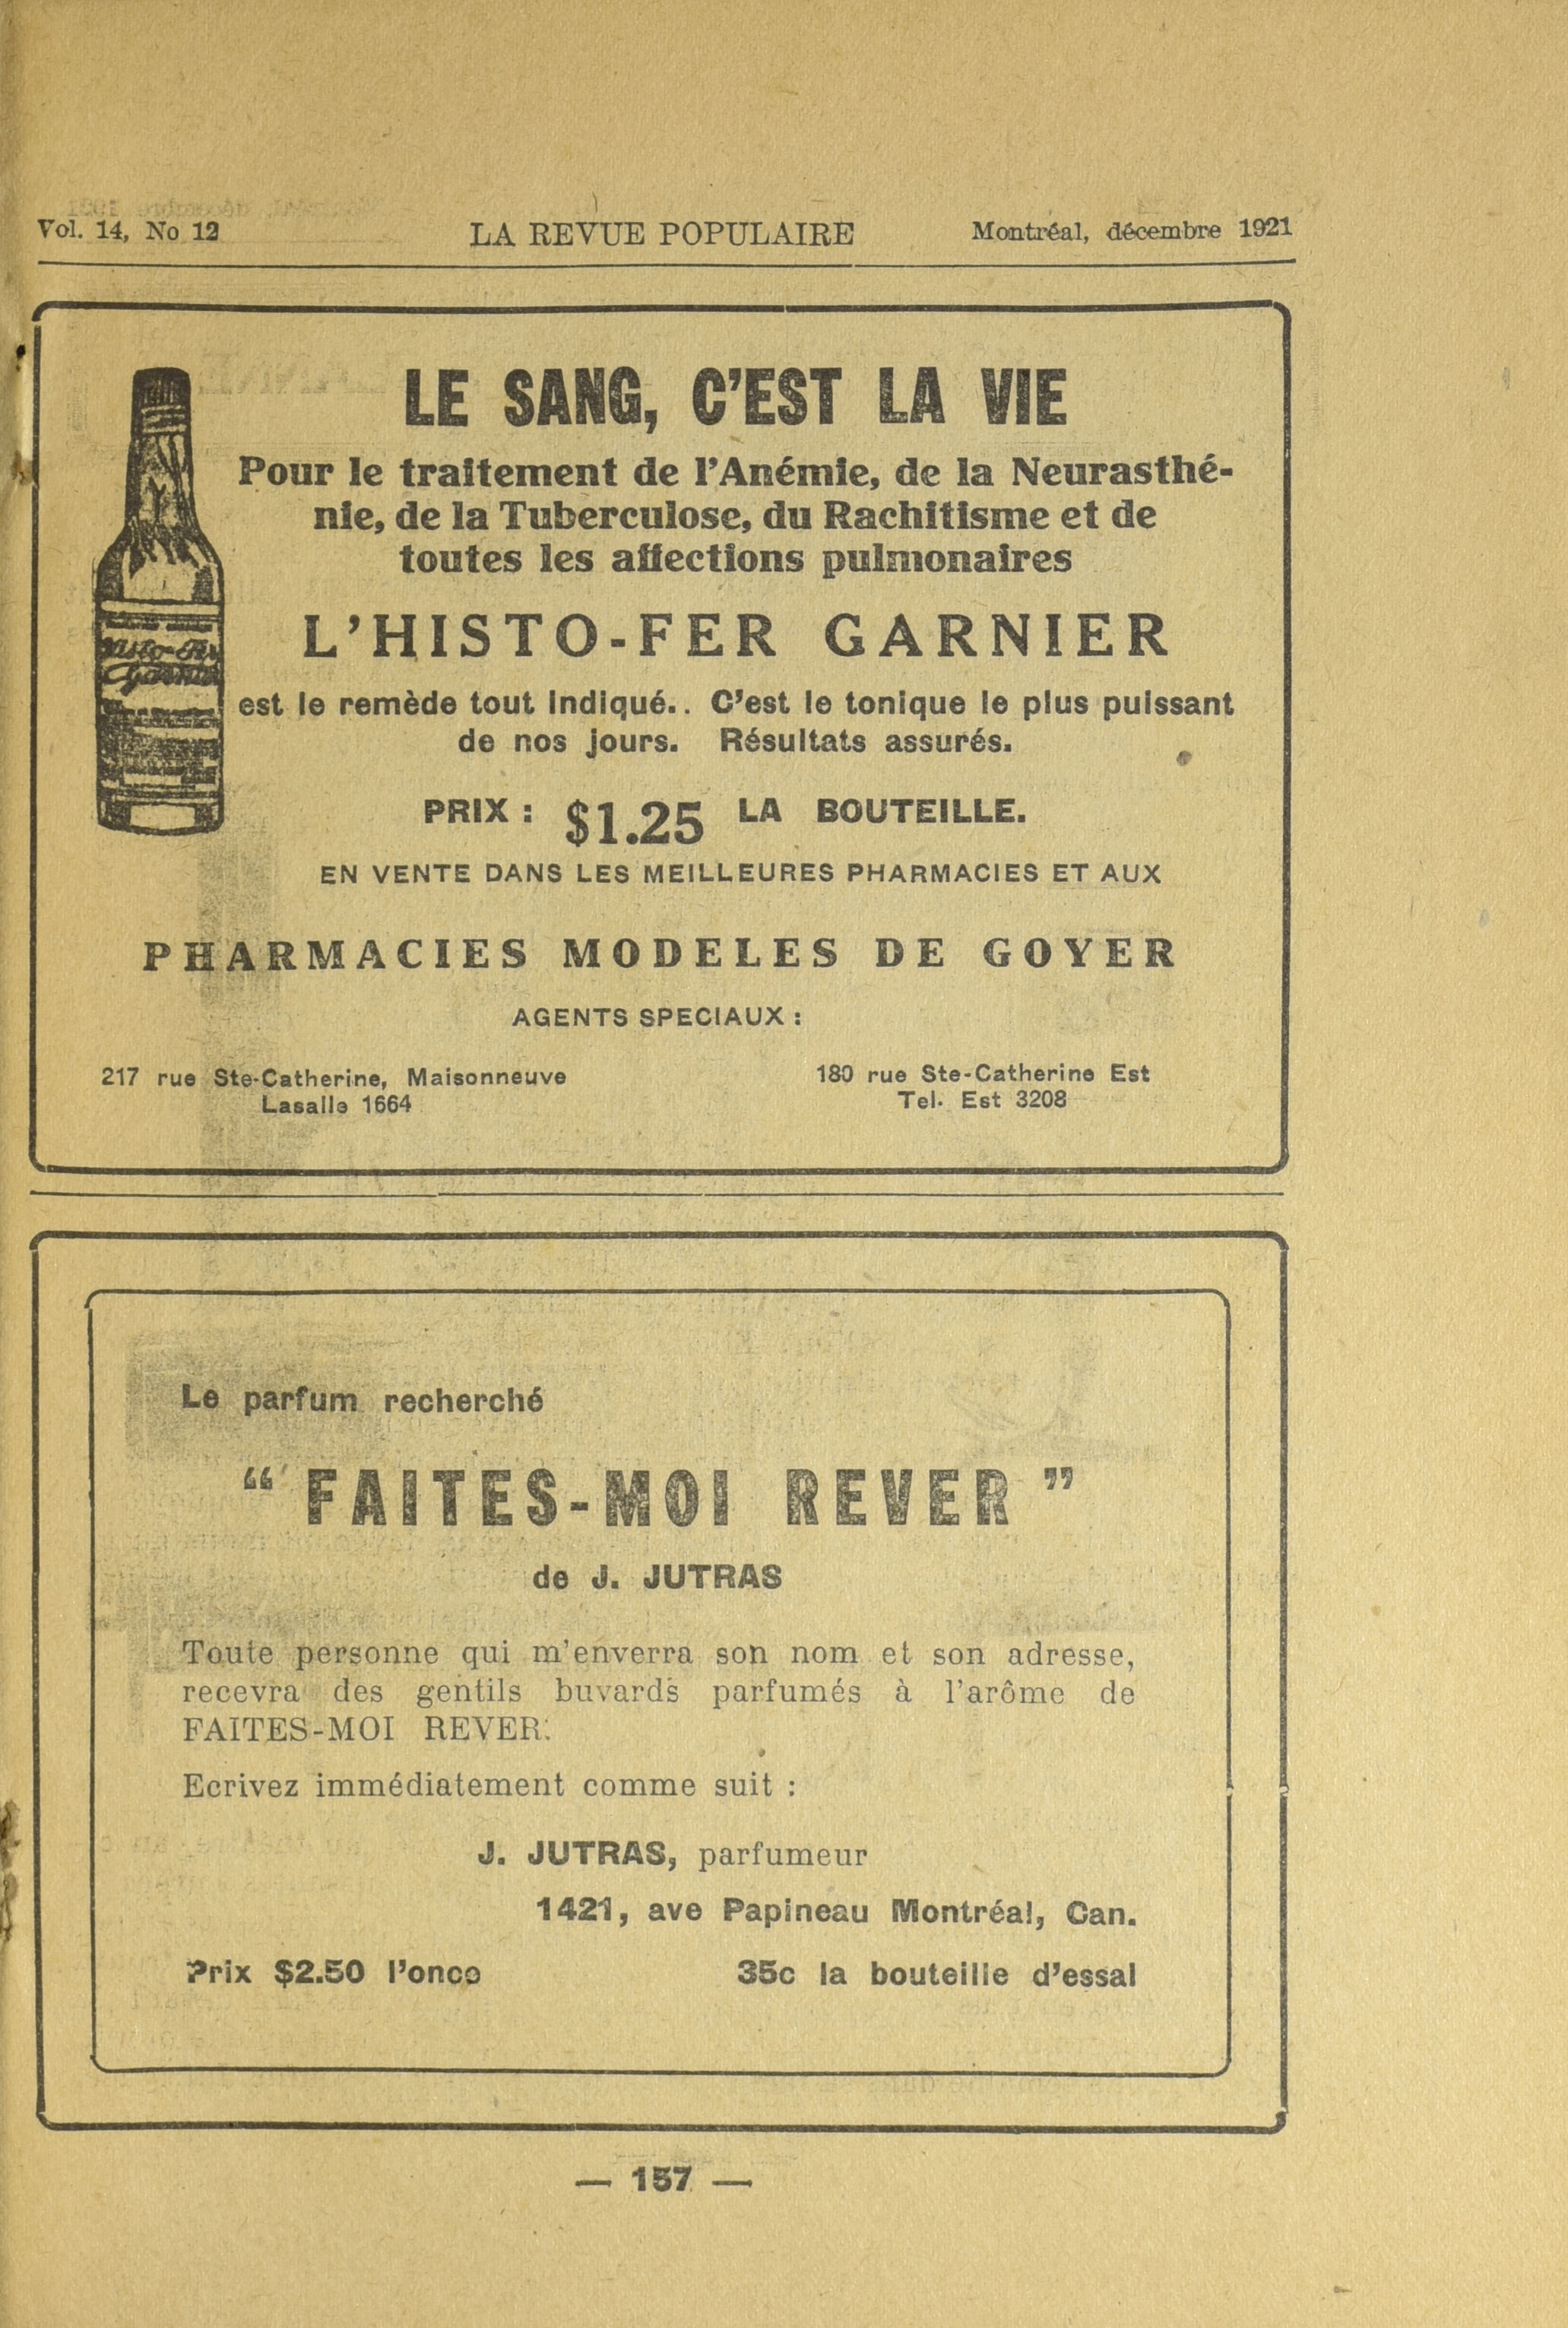 Vol. 14, No 12 LA REVUE POPULAIRE Montréal, décembre 1921
LE SANG, C'EST LA VIE
Pour le traitement de l'Anémie, de la Neurasthé-
nie, de la Tuberculose, du Rachitisme et de
toutes les affections pulmonaires
L'HISTO-FER GARNIER
Histo-Fer
Garnier
est le remède tout indiqué.. C'est le tonique le plus puissant
de nos jours. Résultats assurés.
PRIX : $1.25 LA BOUTEILLE.
EN VENTE DANS LES MEILLEURES PHARMACIES ET AUX
PHARMACIES MODELES DE GOYER
AGENTS SPECIAUX :
217 rue Ste-Catherine, Maisonneuve 180 rue Ste-Catherine Est
Lasalle 1664 Tel. Est 3208
Le parfum recherché
" FAITES-MOI REVER "
de J. JUTRAS
Toute personne qui m'enverra son nom et son adresse,
recevra des gentils buvards parfumés à l'arôme de
FAITES-MOI REVER.
Ecrivez immédiatement comme suit :
J. JUTRAS, parfumeur
1421, ave Papineau Montréal, Can.
Prix $2.50 l'once 35c la bouteille d'essai
— 157 —